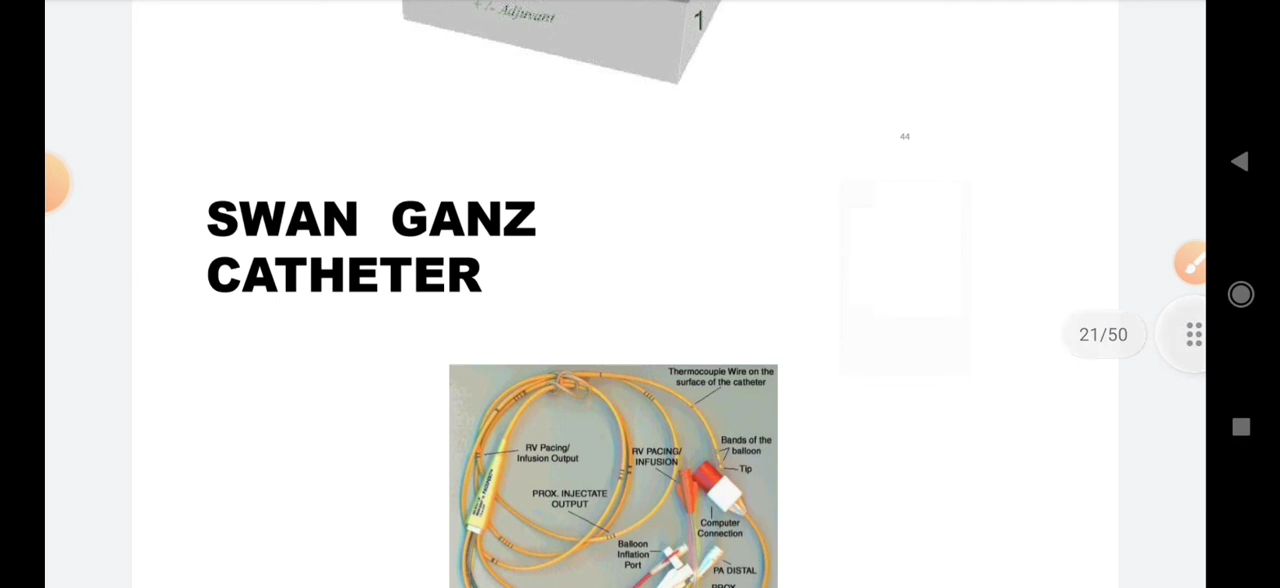 +/- Adjuvant
1
44
SWAN GANZ
CATHETER
21/50
Thermocouple Wire on the
surface of the catheter
Bands of the
balloon
Tip
RV Pacing/
Infusion Output
RV PACING/
INFUSION
PROX. INJECTATE
OUTPUT
Computer
Connection
Balloon
Inflation
Port
PA DISTAL
PROX